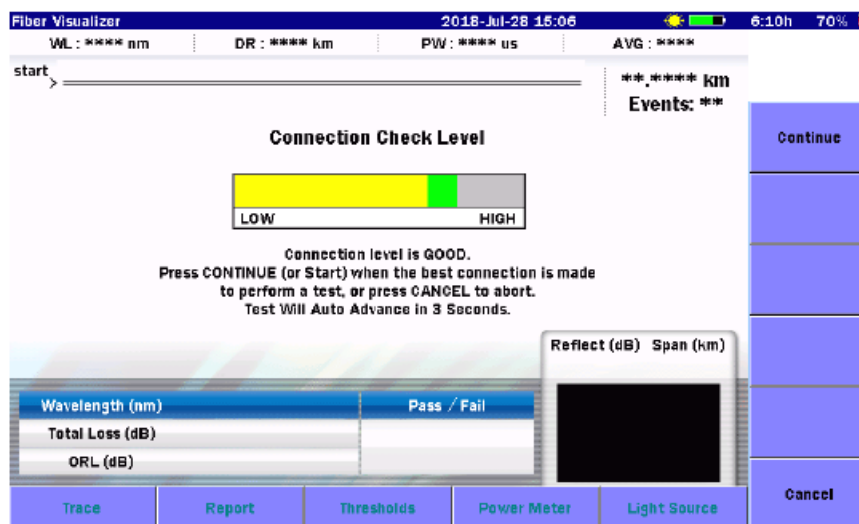 Fiber Visualizer 2018-Jul-28 15:06 6:10h 70%
WL : **** nm DR : **** km PW : **** us AVG : ****
start
**.**** km
Events: **
Connection Check Level
LOW HIGH
Connection level is GOOD.
Press CONTINUE (or Start) when the best connection is made
to perform a test, or press CANCEL to abort.
Test Will Auto Advance in 3 Seconds.
Reflect (dB) Span (km)
Wavelength (nm) Pass / Fail
Total Loss (dB)
ORL (dB)
Trace Report Thresholds Power Meter Light Source
Continue
Cancel